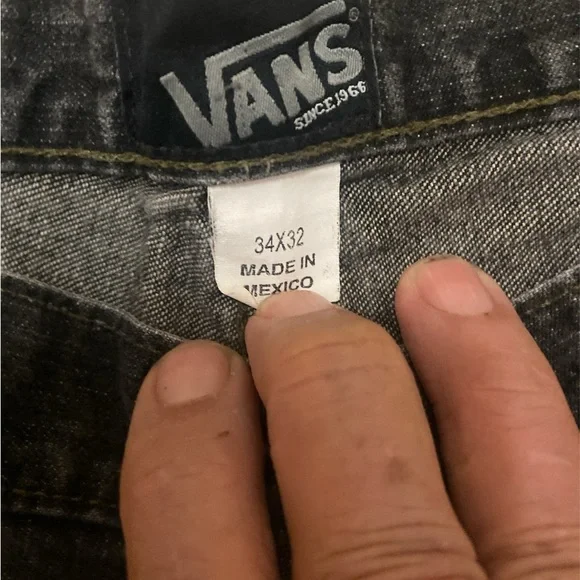 VANS®
SINCE 1966
34X32
MADE IN
MEXICO